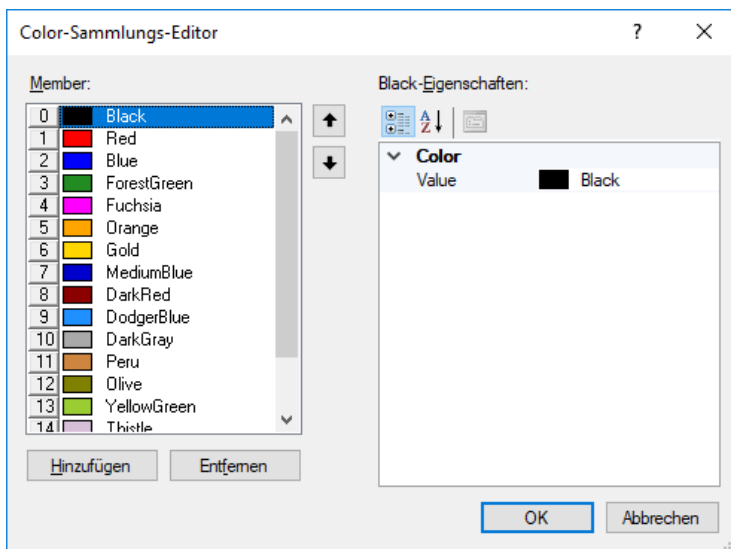 Color-Sammlungs-Editor ? ×
Member:
0 Black
1 Red
2 Blue
3 ForestGreen
4 Fuchsia
5 Orange
6 Gold
7 MediumBlue
8 DarkRed
9 DodgerBlue
10 DarkGray
11 Peru
12 Olive
13 YellowGreen
14 Thistle
Hinzufügen Entfernen
Black-Eigenschaften:
A Z
Color
Value Black
OK Abbrechen